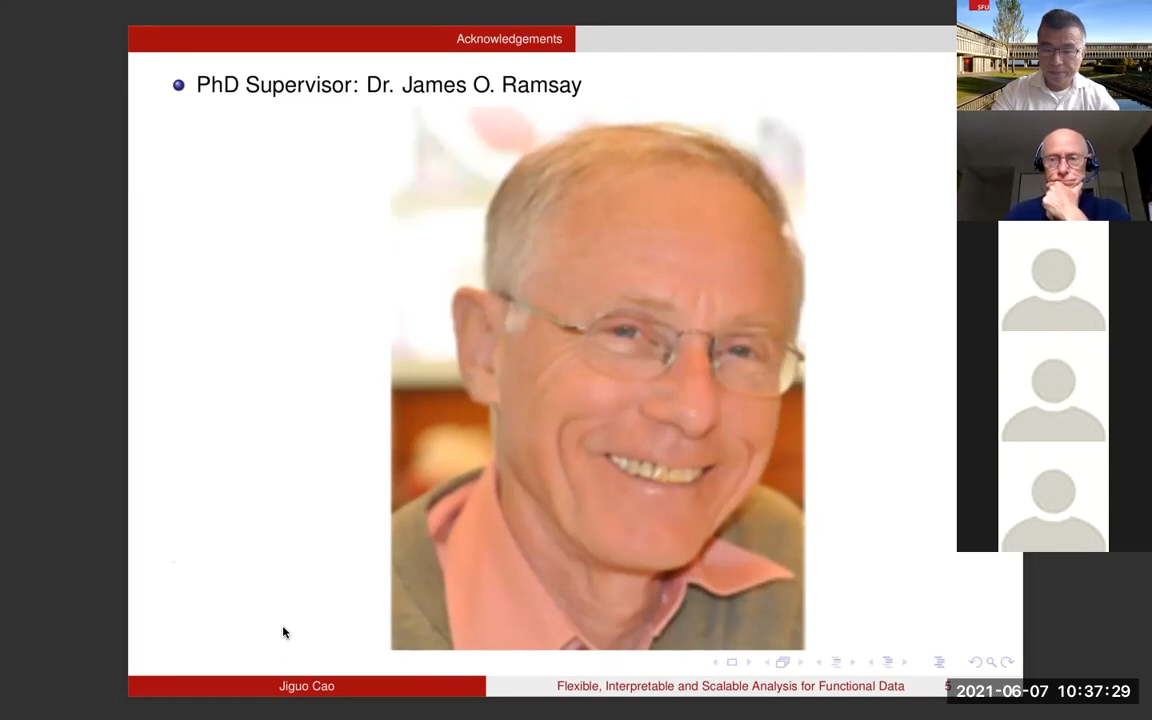 Acknowledgements
PhD Supervisor: Dr. James O. Ramsay
SFU
Jiguo Cao
Flexible, Interpretable and Scalable Analysis for Functional Data
2021-06-07 10:37:29